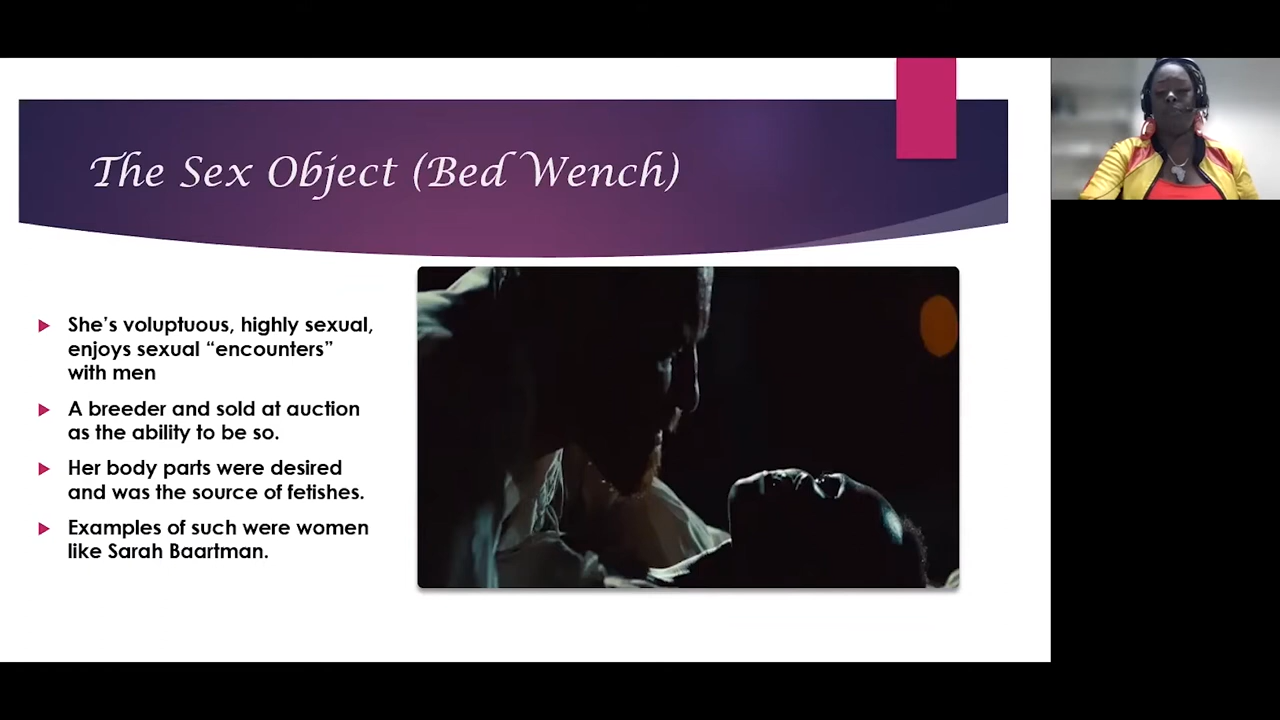 The Sex Object (Bed Wench)
She's voluptuous, highly sexual,
enjoys sexual “encounters”
with men
A breeder and sold at auction
as the ability to be so.
Her body parts were desired
and was the source of fetishes.
Examples of such were women
like Sarah Baartman.